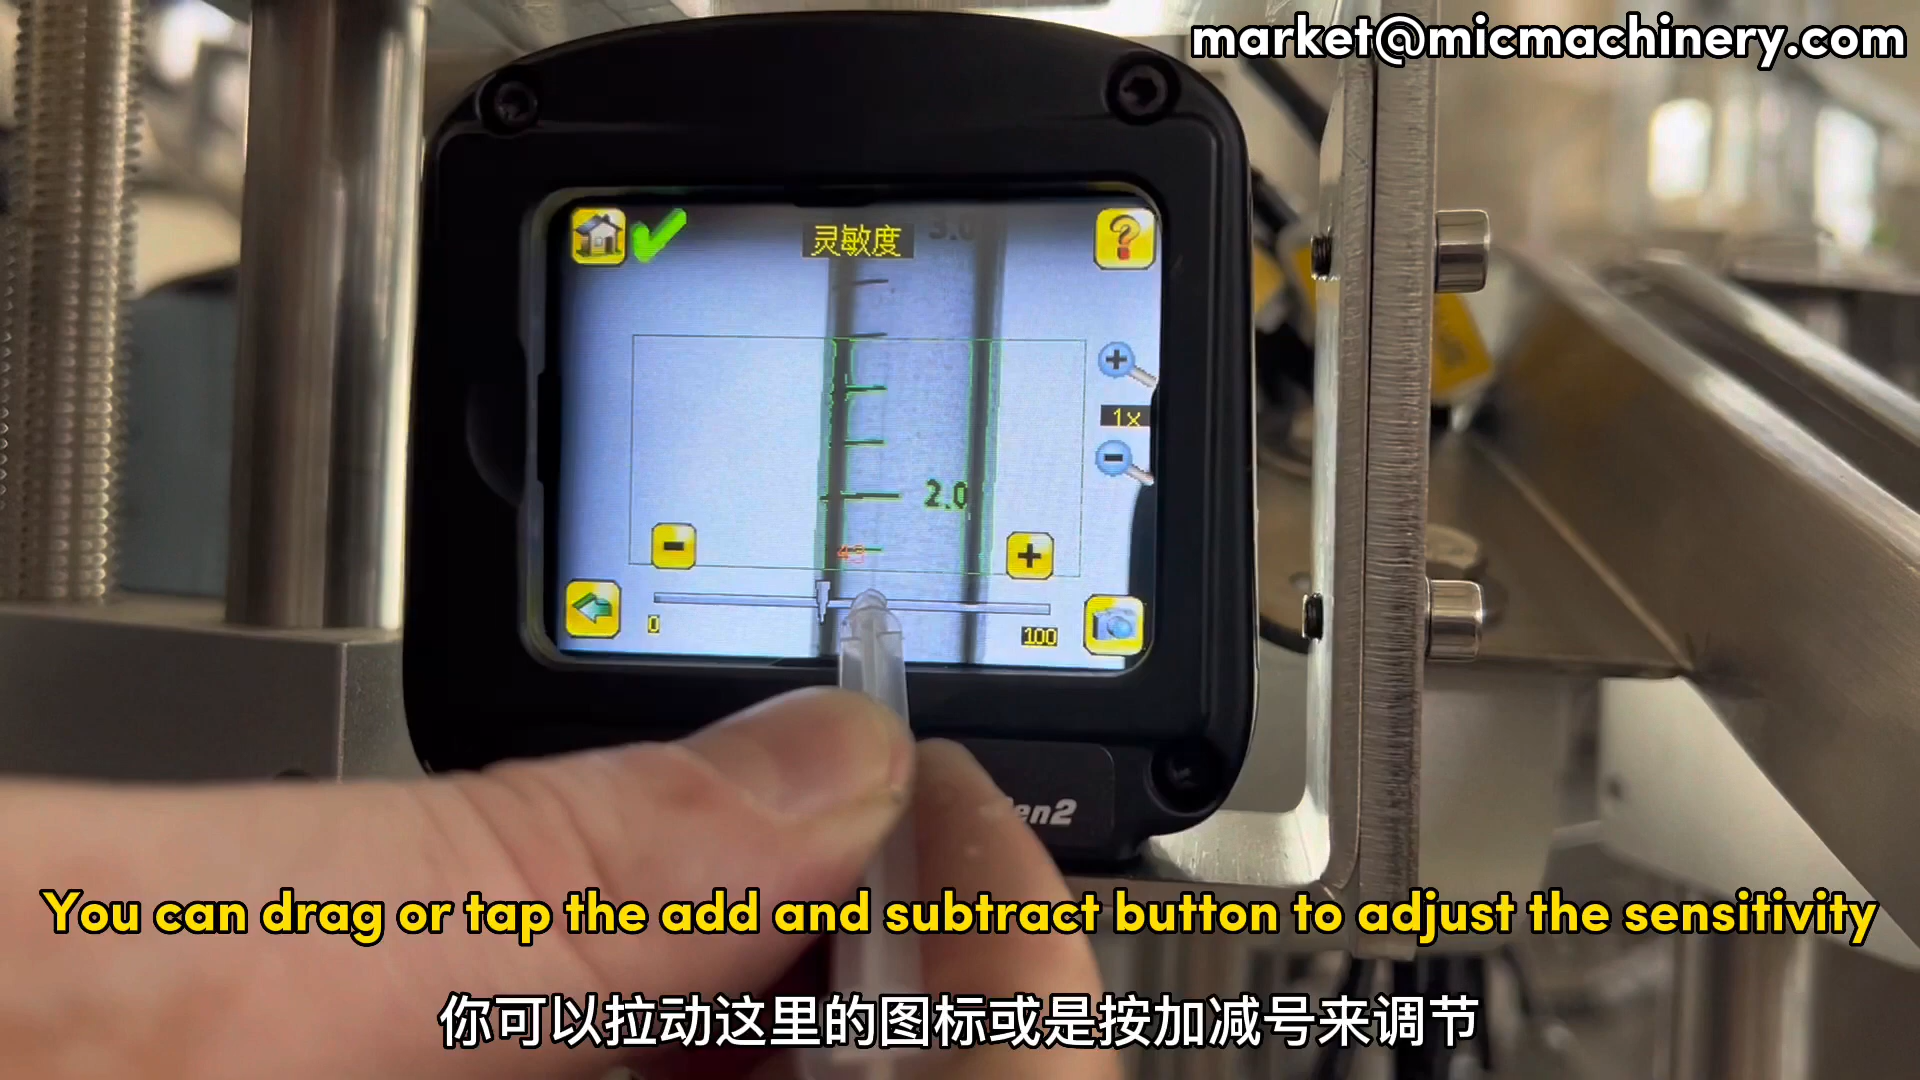 market@micmachinery.com
灵敏度
3.0
1x
2.0
43
0
100
en2
You can drag or tap the add and subtract button to adjust the sensitivity
你可以拉动这里的图标或是按加减号来调节